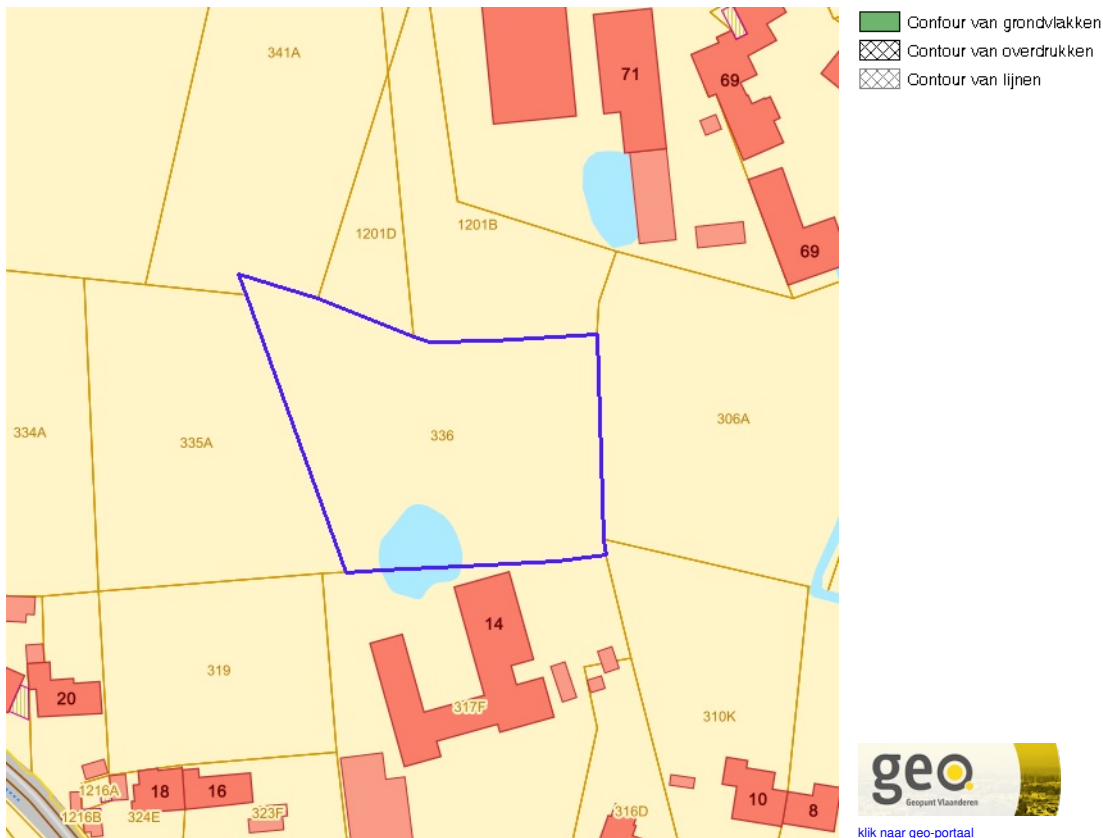 341A
71
69
1201D
1201B
69
334A
335A
336
306A
14
319
20
317F
310K
1216A
18
16
1216B
324E
323F
316D
10
8
Contour van grondvlakken
Contour van overdrukken
Contour van lijnen
geo
Geopunt Vlaanderen
klik naar geo-portaal